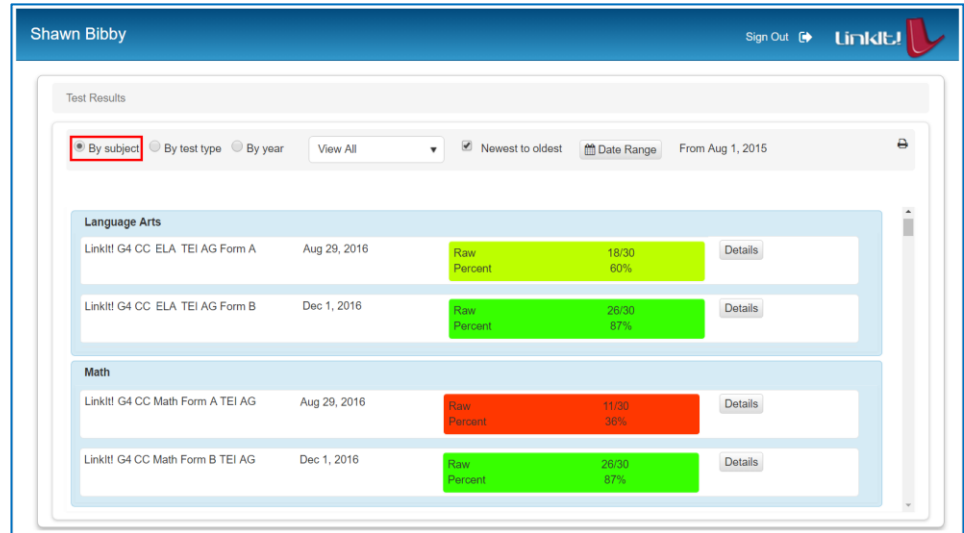 Shawn Bibby
Sign Out LinkIt!
Test Results
By subject By test type By year View All Newest to oldest Date Range From Aug 1, 2015
Language Arts
LinkIt! G4 CC ELA TEI AG Form A Aug 29, 2016 Raw 18/30 Details
Percent 60%
LinkIt! G4 CC ELA TEI AG Form B Dec 1, 2016 Raw 26/30 Details
Percent 87%
Math
LinkIt! G4 CC Math Form A TEI AG Aug 29, 2016 Raw 11/30 Details
Percent 36%
LinkIt! G4 CC Math Form B TEI AG Dec 1, 2016 Raw 26/30 Details
Percent 87%